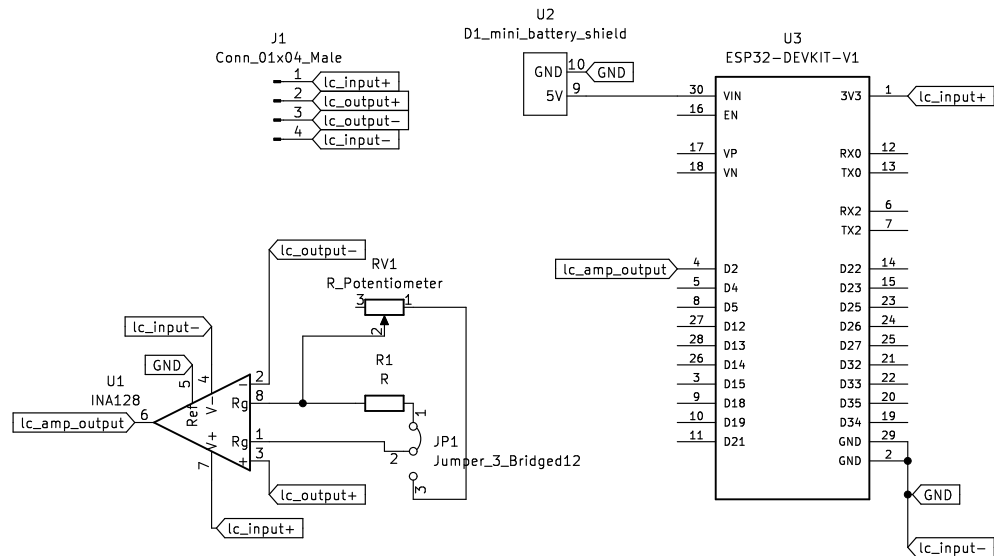 J1
Conn_01x04_Male
1 lc_input+
2 lc_output+
3 lc_output-
4 lc_input-
U2
D1_mini_battery_shield
GND 10 GND
5V 9
U3
ESP32-DEVKIT-V1
30 VIN 3V3 1 lc_input+
16 EN
17 VP RX0 12
18 VN TX0 13
RX2 6
TX2 7
lc_amp_output 4 D2 D22 14
5 D4 D23 15
8 D5 D25 23
27 D12 D26 24
28 D13 D27 25
26 D14 D32 21
3 D15 D33 22
9 D18 D35 20
10 D19 D34 19
11 D21 GND 29
GND 2
GND
lc_input-
lc_output-
RV1
R_Potentiometer
3 1
2
lc_input-
GND
R1
R
U1
INA128
lc_amp_output 6
5 Ref
4 V-
7 V+
- 2
Rg 8
Rg 1
+ 3
1
2
3
JP1
Jumper_3_Bridged12
lc_output+
lc_input+